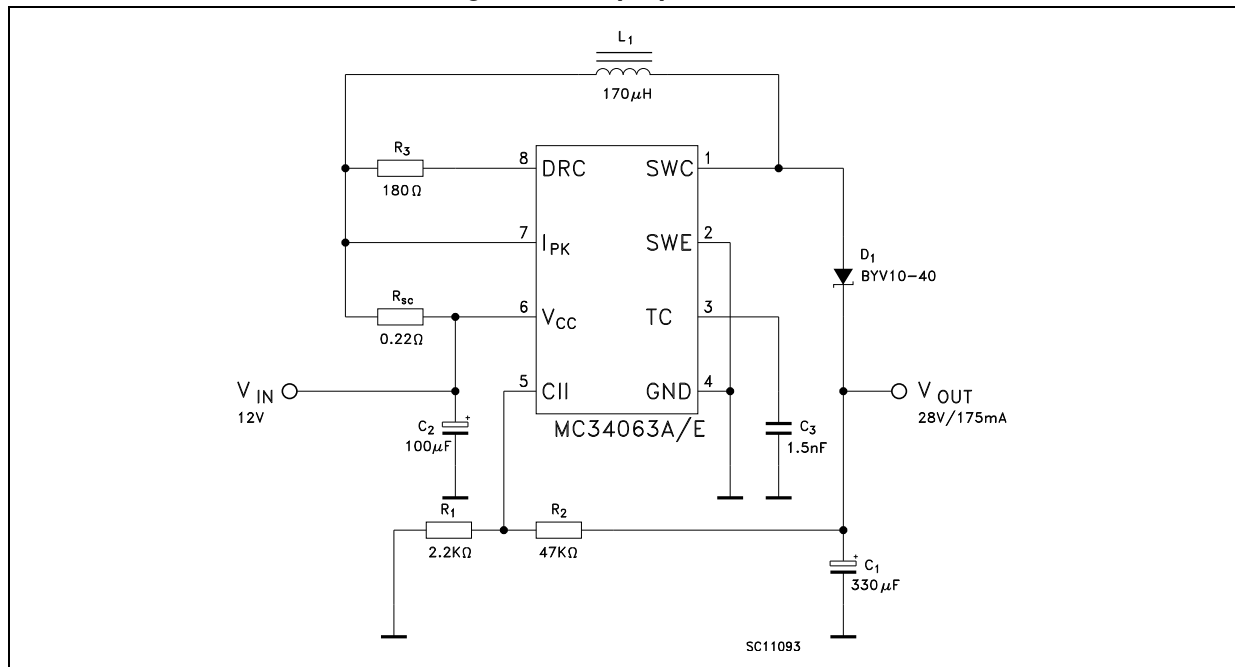 L1
170μH
R3
180Ω
8 DRC
SWC 1
7 IPK
SWE 2
D1
BYV10-40
Rsc
0.22Ω
6 VCC
TC 3
VIN
12V
5 CII
GND 4
VOUT
28V/175mA
C2
+
100μF
MC34063A/E
C3
1.5nF
R1
2.2KΩ
R2
47KΩ
C1
+
330μF
SC11093